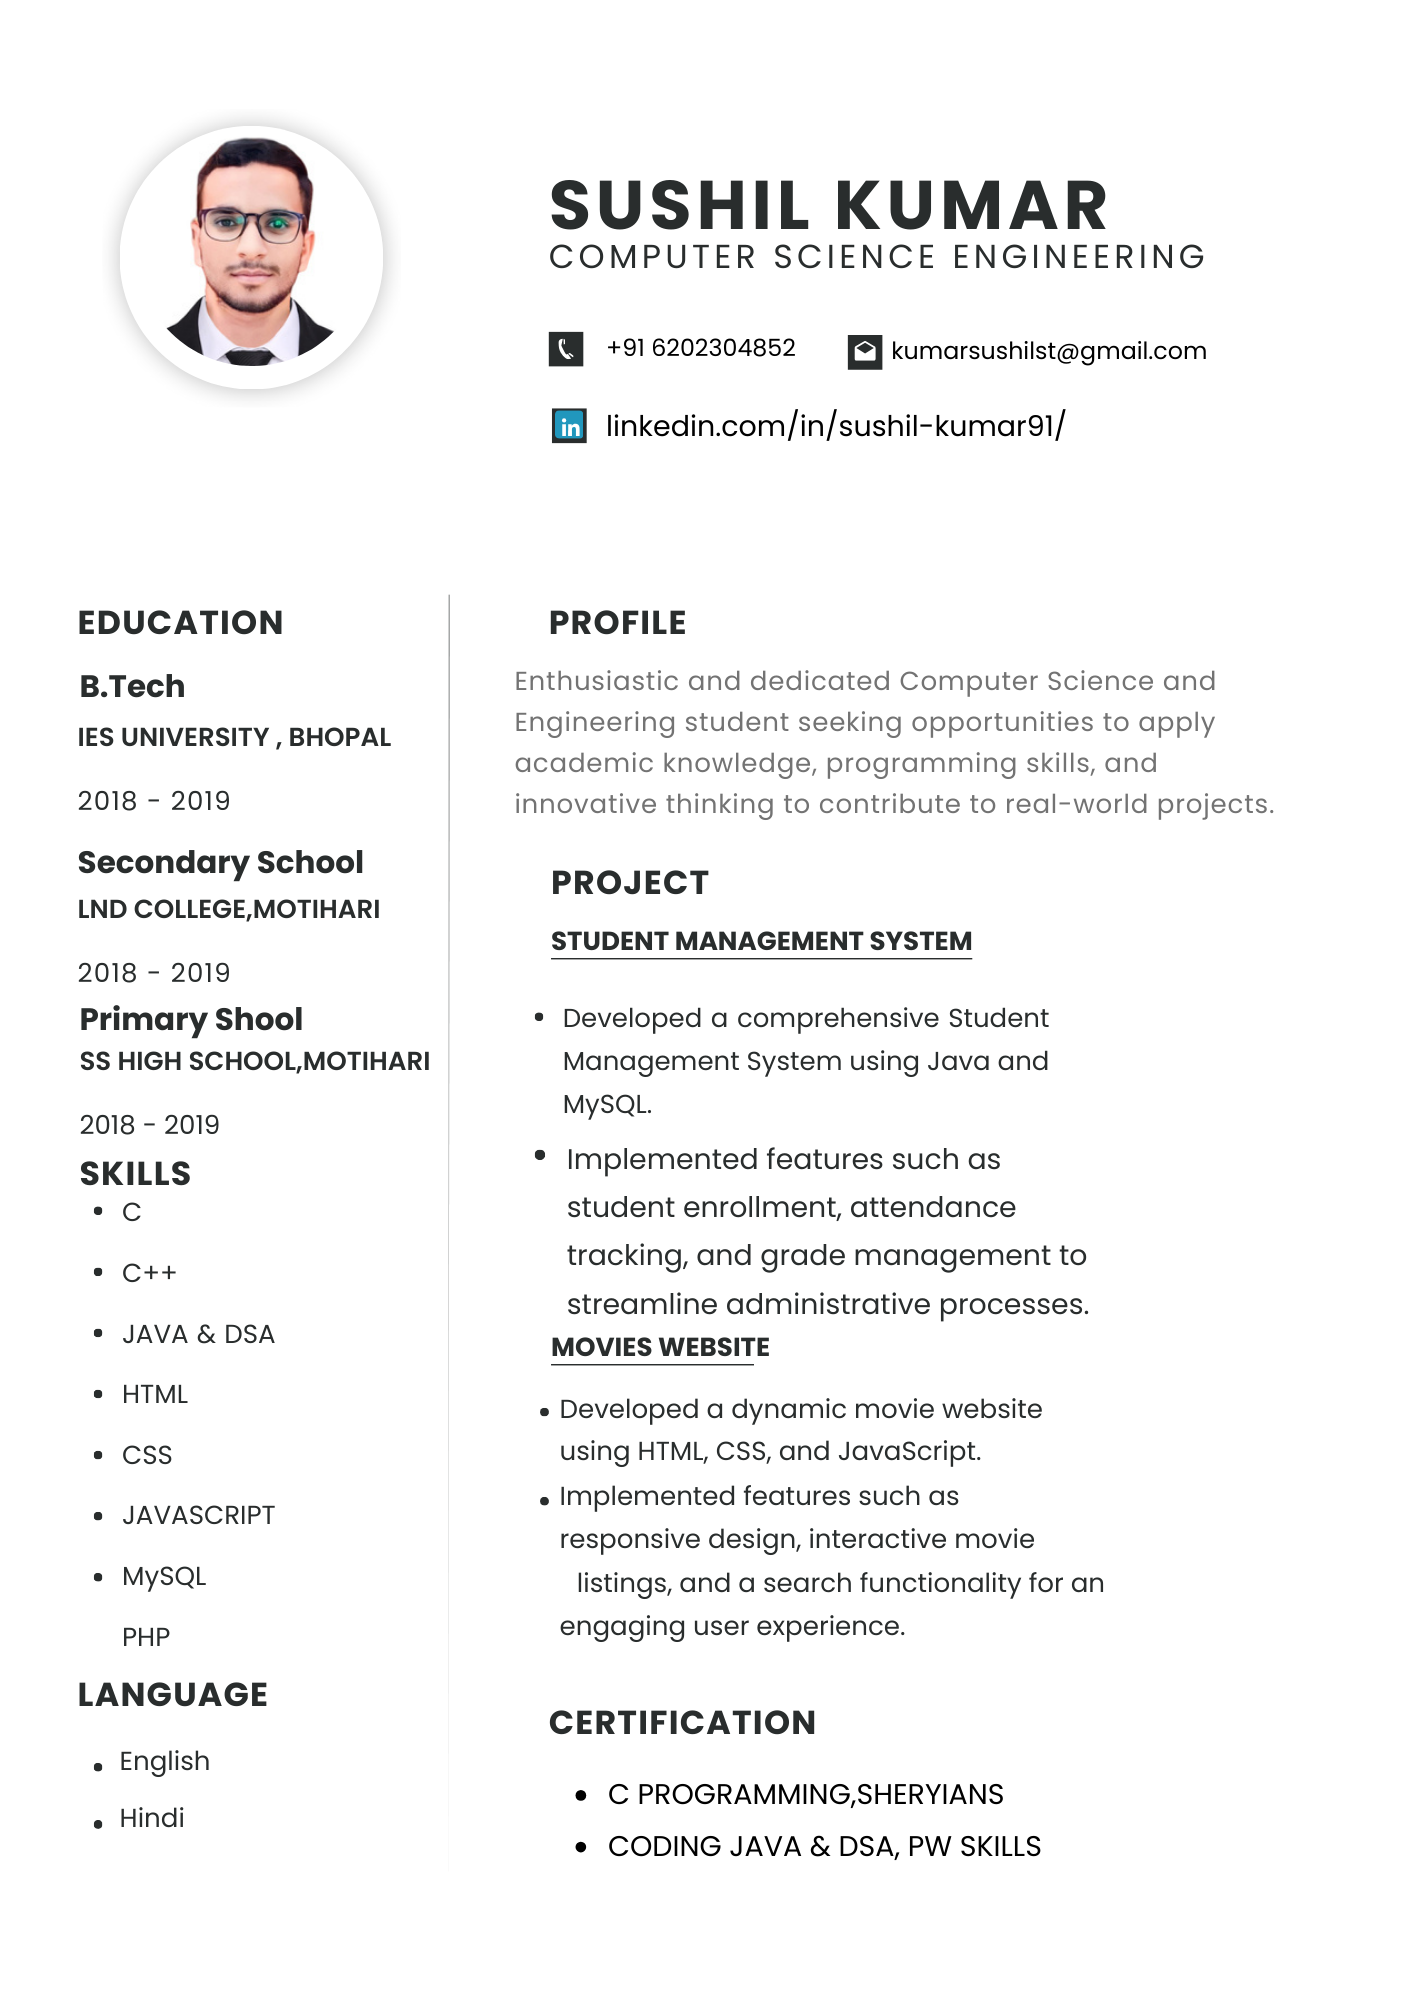 SUSHIL KUMAR
COMPUTER SCIENCE ENGINEERING
+91 6202304852
kumarsushilst@gmail.com
linkedin.com/in/sushil-kumar91/
EDUCATION
B.Tech
IES UNIVERSITY , BHOPAL
2018 - 2019
Secondary School
LND COLLEGE,MOTIHARI
2018 - 2019
Primary Shool
SS HIGH SCHOOL,MOTIHARI
2018 - 2019
SKILLS
• C
• C++
• JAVA & DSA
• HTML
• CSS
• JAVASCRIPT
• MySQL
PHP
LANGUAGE
• English
• Hindi
PROFILE
Enthusiastic and dedicated Computer Science and
Engineering student seeking opportunities to apply
academic knowledge, programming skills, and
innovative thinking to contribute to real-world projects.
PROJECT
STUDENT MANAGEMENT SYSTEM
• Developed a comprehensive Student
Management System using Java and
MySQL.
• Implemented features such as
student enrollment, attendance
tracking, and grade management to
streamline administrative processes.
MOVIES WEBSITE
• Developed a dynamic movie website
using HTML, CSS, and JavaScript.
• Implemented features such as
responsive design, interactive movie
listings, and a search functionality for an
engaging user experience.
CERTIFICATION
• C PROGRAMMING,SHERYIANS
• CODING JAVA & DSA, PW SKILLS